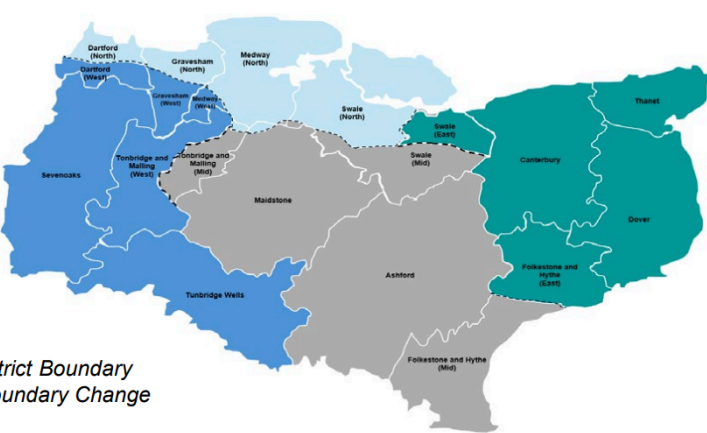 Dartford
(North)
Gravesham
(North)
Medway
(North)
Dartford
(West)
Gravesham
(West)
Medway
(West)
Swale
(North)
Swale
(East)
Thanet
Tonbridge and
Malling
(West)
Tonbridge and
Malling
(Mid)
Swale
(Mid)
Canterbury
Sevenoaks
Maidstone
Dover
Ashford
Folkestone and
Hythe
(East)
Tunbridge Wells
Folkestone and Hythe
(Mid)
trict Boundary
oundary Change